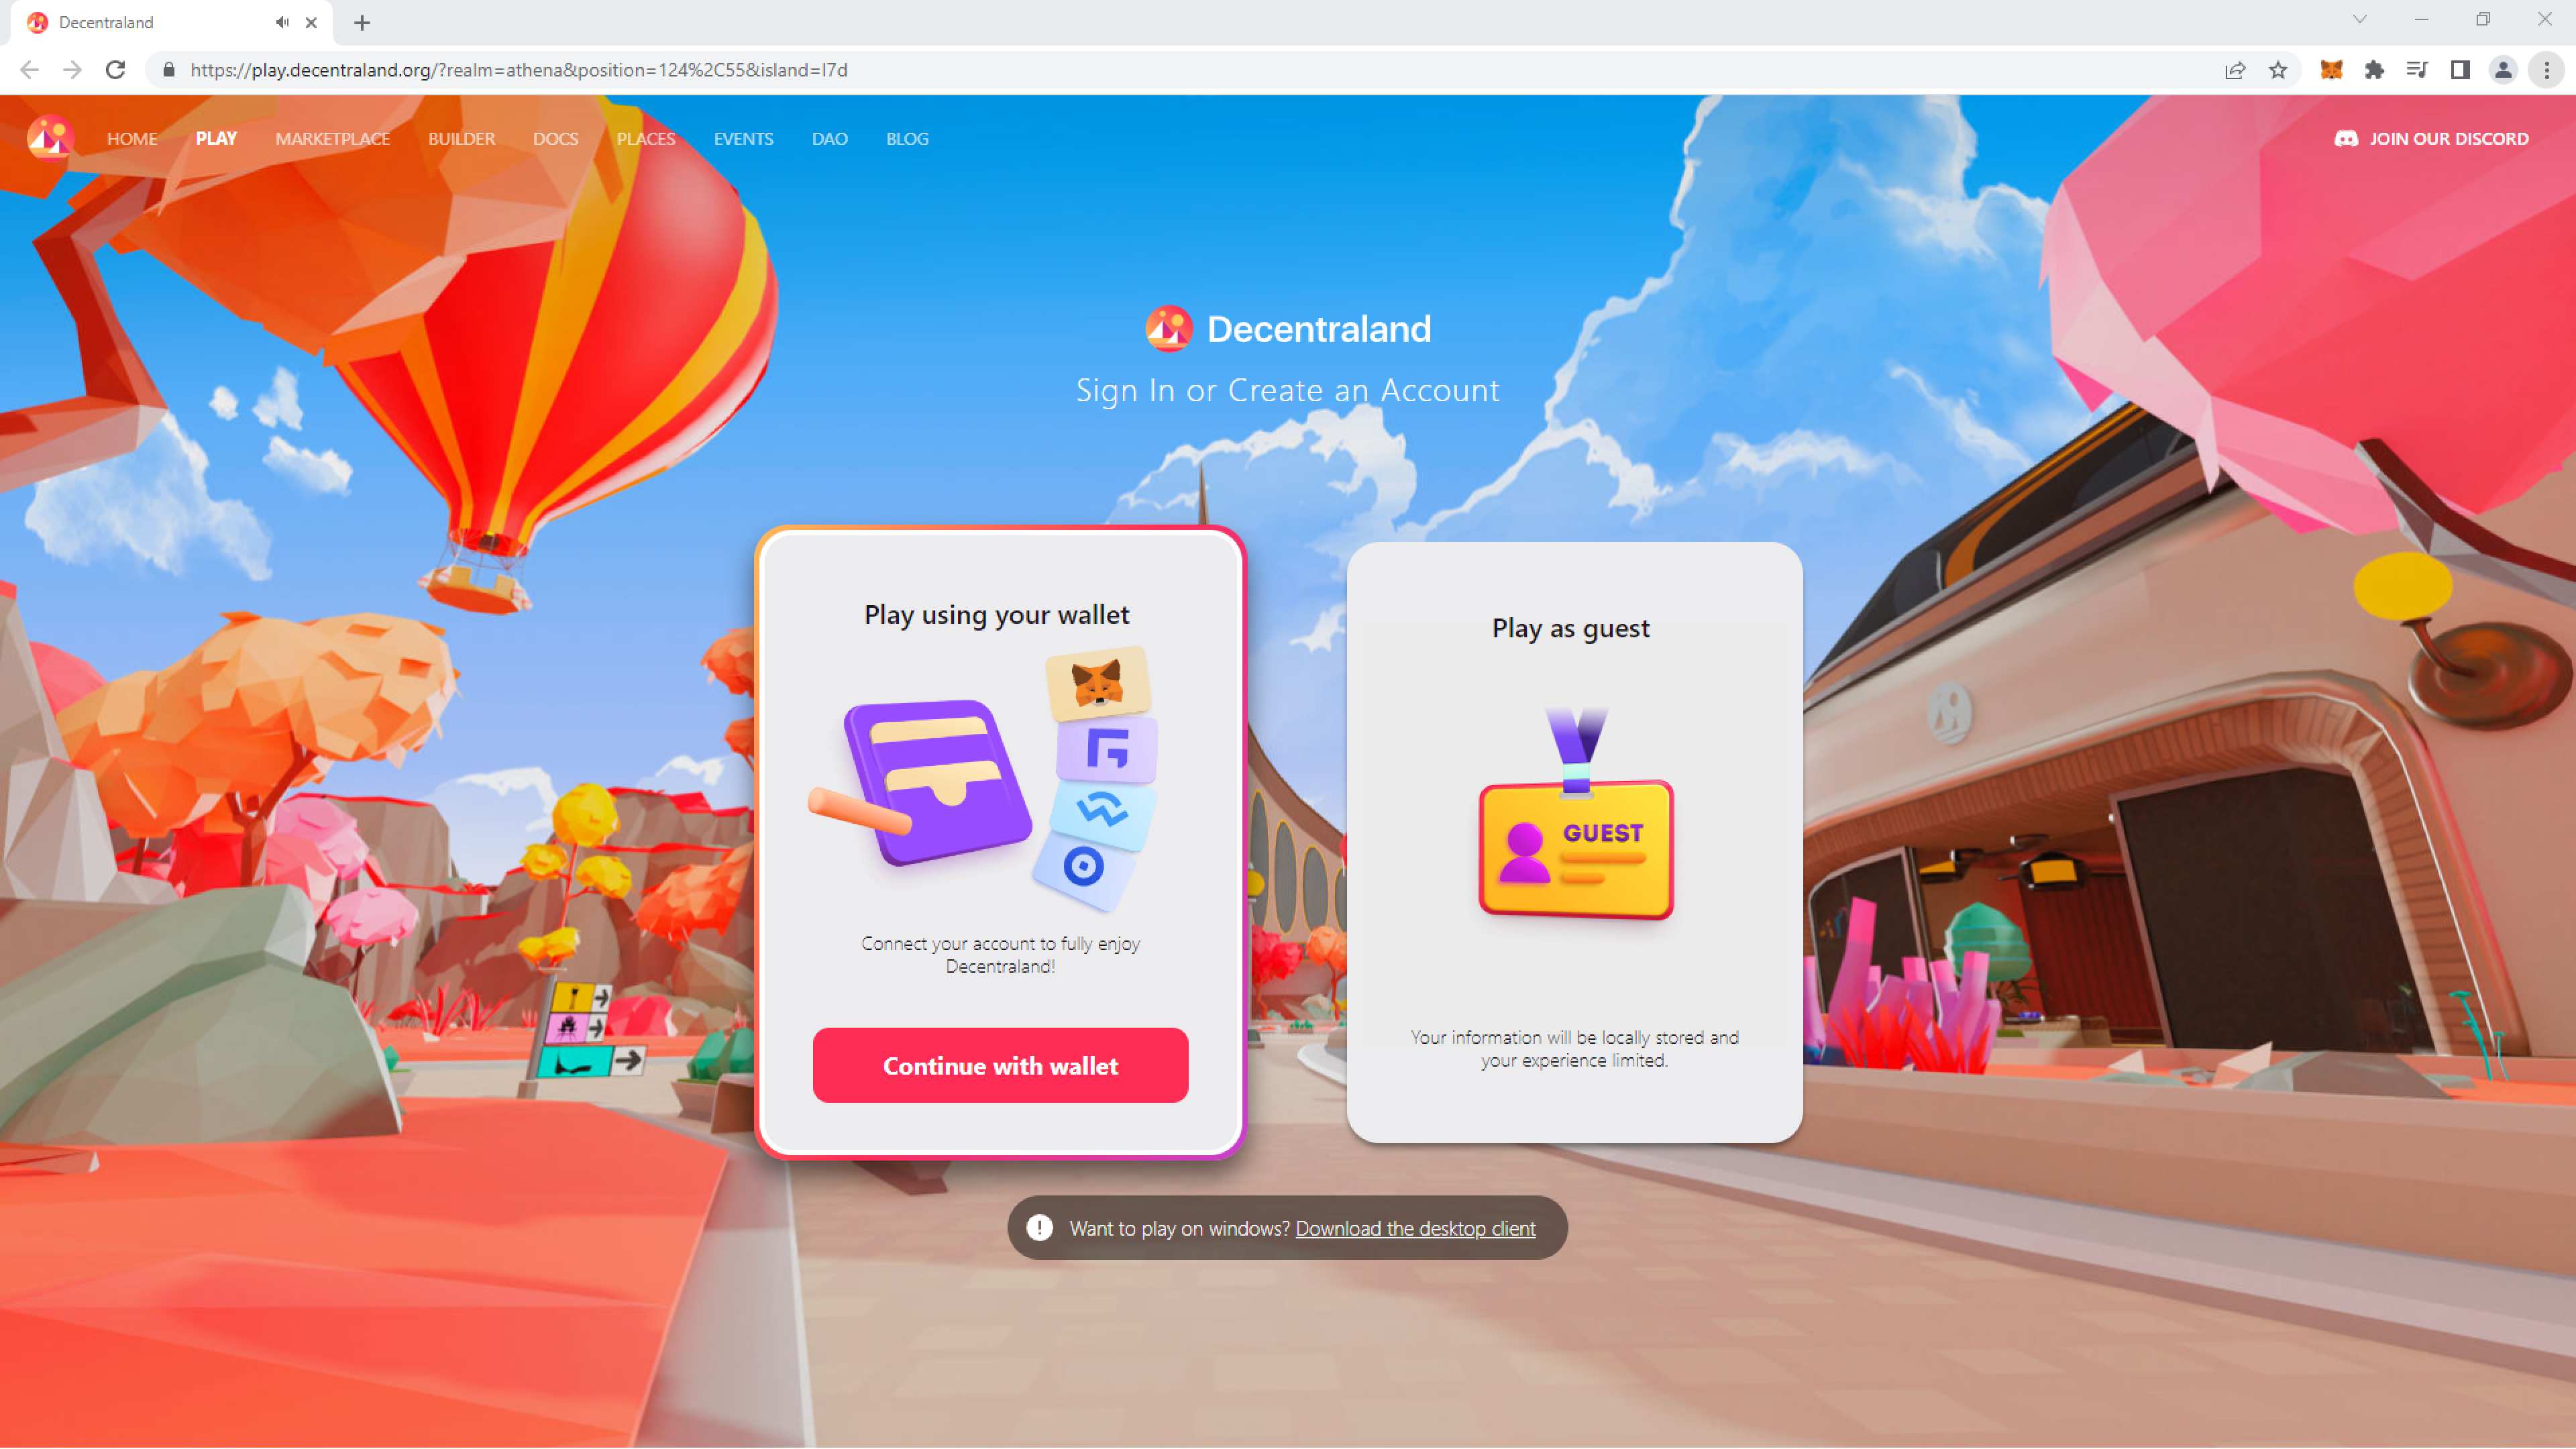 Decentraland
https://play.decentraland.org/?realm=athena&position=124%2C55&island=I7d
HOME PLAY MARKETPLACE BUILDER DOCS PLACES EVENTS DAO BLOG
JOIN OUR DISCORD
Decentraland
Sign In or Create an Account
Play using your wallet
Connect your account to fully enjoy
Decentraland!
Continue with wallet
Play as guest
GUEST
Your information will be locally stored and
your experience limited.
Want to play on windows? Download the desktop client